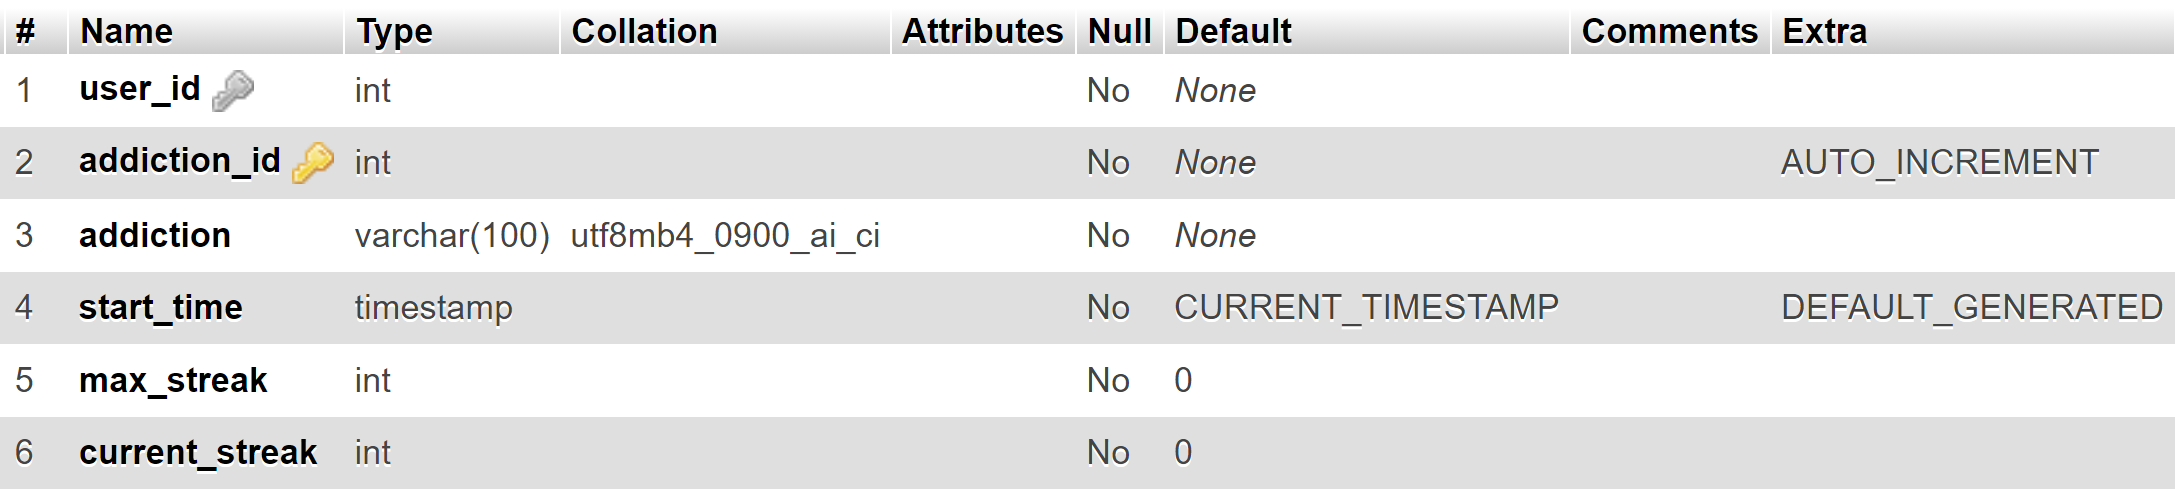 # Name Type Collation Attributes Null Default Comments Extra
1 user_id int No None
2 addiction_id int No None AUTO_INCREMENT
3 addiction varchar(100) utf8mb4_0900_ai_ci No None
4 start_time timestamp No CURRENT_TIMESTAMP DEFAULT_GENERATED
5 max_streak int No 0
6 current_streak int No 0